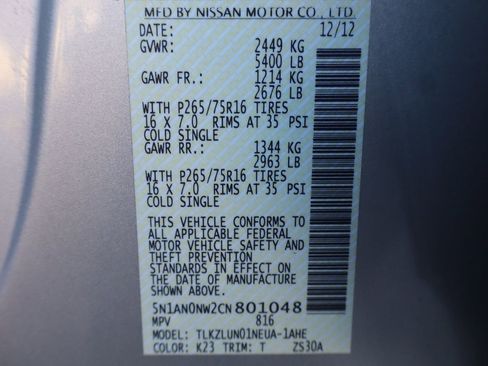 MFD BY NISSAN MOTOR CO., LTD.
DATE: 12/12
GVWR: 2449 KG
5400 LB
GAWR FR.: 1214 KG
2676 LB
WITH P265/75R16 TIRES
16 X 7.0 RIMS AT 35 PSI
COLD SINGLE
GAWR RR.: 1344 KG
2963 LB
WITH P265/75R16 TIRES
16 X 7.0 RIMS AT 35 PSI
COLD SINGLE
THIS VEHICLE CONFORMS TO
ALL APPLICABLE FEDERAL
MOTOR VEHICLE SAFETY AND
THEFT PREVENTION
STANDARDS IN EFFECT ON
THE DATE OF MANUFACTURE
SHOWN ABOVE.
5N1AN0NW2CN801048
MPV 816
MODEL: TLKZLUN01NEUA-1AHE
COLOR: K23 TRIM: T ZS30A